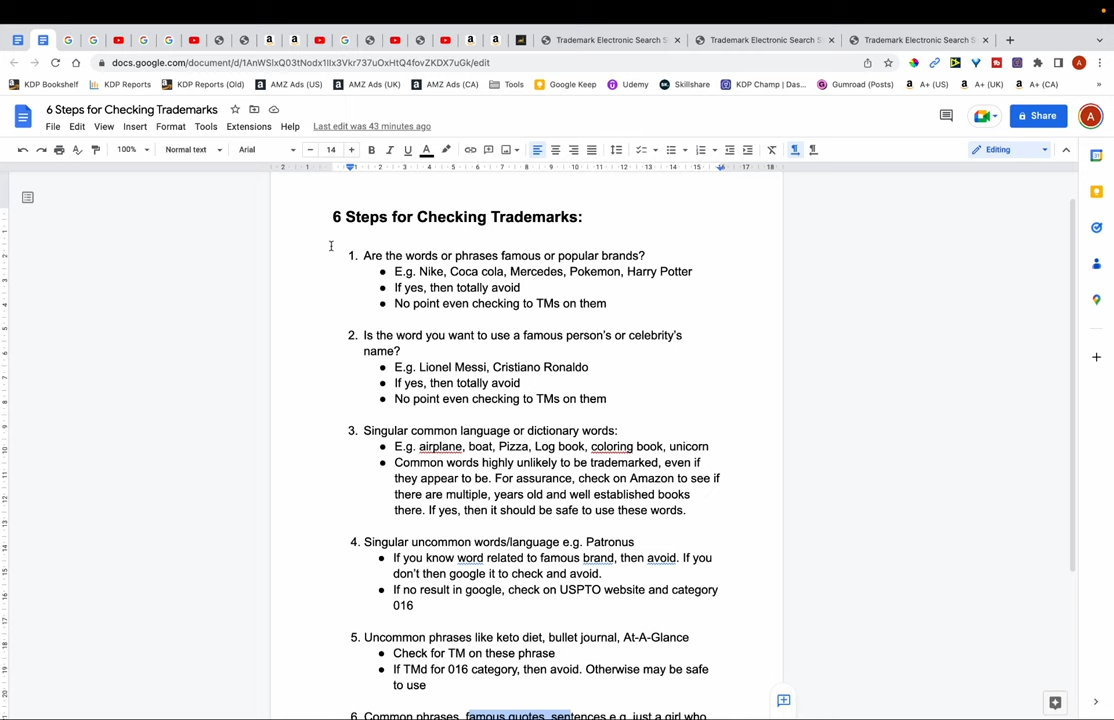 Trademark Electronic Search S
Trademark Electronic Search S
Trademark Electronic Search S
docs.google.com/document/d/1AnWSlxQ03tNodx1IIx3Vkr737uOxHtQ4fovZKDX7uGk/edit
KDP Bookshelf KDP Reports KDP Reports (Old) AMZ Ads (US) AMZ Ads (UK) AMZ Ads (CA) Tools Google Keep Udemy Skillshare KDP Champ | Das... Gumroad (Posts) A+ (US) A+ (UK) A+ (CA) »
6 Steps for Checking Trademarks
File Edit View Insert Format Tools Extensions Help Last edit was 43 minutes ago
Share
A
100% Normal text Arial 14 B I U A Editing
6 Steps for Checking Trademarks:
1. Are the words or phrases famous or popular brands?
● E.g. Nike, Coca cola, Mercedes, Pokemon, Harry Potter
● If yes, then totally avoid
● No point even checking to TMs on them
2. Is the word you want to use a famous person's or celebrity's
name?
● E.g. Lionel Messi, Cristiano Ronaldo
● If yes, then totally avoid
● No point even checking to TMs on them
3. Singular common language or dictionary words:
● E.g. airplane, boat, Pizza, Log book, coloring book, unicorn
● Common words highly unlikely to be trademarked, even if
they appear to be. For assurance, check on Amazon to see if
there are multiple, years old and well established books
there. If yes, then it should be safe to use these words.
4. Singular uncommon words/language e.g. Patronus
● If you know word related to famous brand, then avoid. If you
don't then google it to check and avoid.
● If no result in google, check on USPTO website and category
016
5. Uncommon phrases like keto diet, bullet journal, At-A-Glance
● Check for TM on these phrase
● If TMd for 016 category, then avoid. Otherwise may be safe
to use
6. Common phrases, famous quotes, sentences e.g. just a girl who